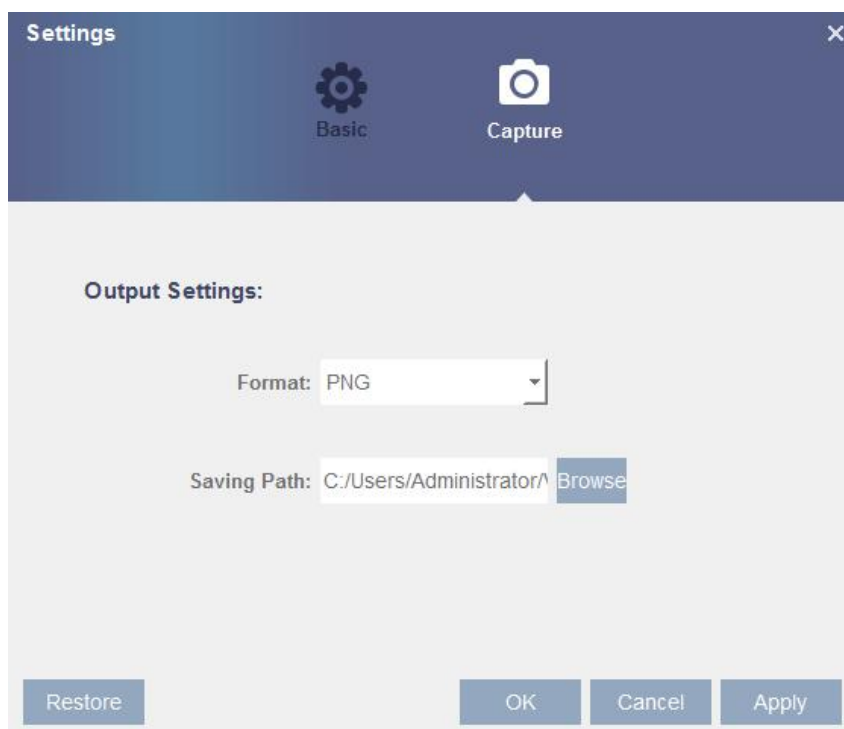 Settings
Basic
Capture
Output Settings:
Format: PNG
Saving Path: C:/Users/Administrator/ Browse
Restore OK Cancel Apply